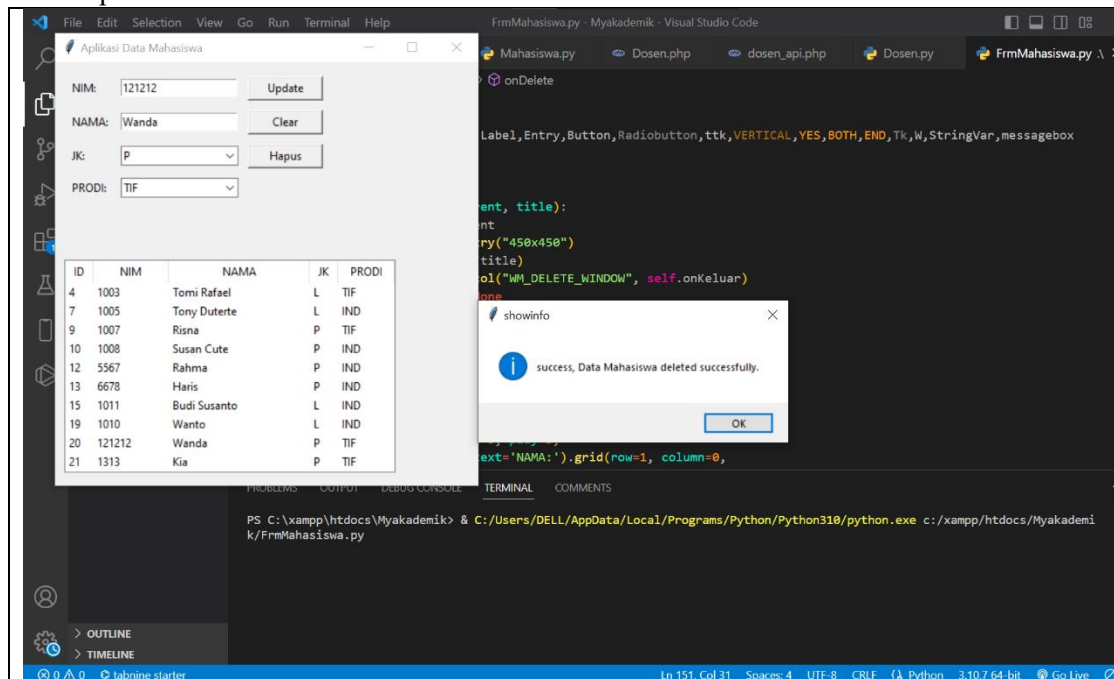 File Edit Selection View Go Run Terminal Help FrmMahasiswa.py - Myakademik - Visual Studio Code
Aplikasi Data Mahasiswa
Mahasiswa.py Dosen.php dosen_api.php Dosen.py FrmMahasiswa.py .\
onDelete
NIM: 121212 Update
NAMA: Wanda Clear
JK: P Hapus
PRODI: TIF
Label,Entry,Button,Radiobutton,ttk,VERTICAL,YES,BOTH,END,Tk,W,StringVar,messagebox
ent, title):
nt
ry("450x450")
title)
ol("WM_DELETE_WINDOW", self.onKeluar)
ID NIM NAMA JK PRODI
4 1003 Tomi Rafael L TIF
7 1005 Tony Duterte L IND
9 1007 Risna P TIF
10 1008 Susan Cute P IND
12 5567 Rahma P IND
13 6678 Haris P IND
15 1011 Budi Susanto L IND
19 1010 Wanto L IND
20 121212 Wanda P TIF
21 1313 Kia P TIF
showinfo
success, Data Mahasiswa deleted successfully.
OK
ext='NAMA:').grid(row=1, column=0,
PROBLEMS OUTPUT DEBUG CONSOLE TERMINAL COMMENTS
PS C:\xampp\htdocs\Myakademik> & C:/Users/DELL/AppData/Local/Programs/Python/Python310/python.exe c:/xampp/htdocs/Myakademi
k/FrmMahasiswa.py
OUTLINE
TIMELINE
0 0 tabnine starter Ln 151, Col 31 Spaces: 4 UTF-8 CRLF Python 3.10.7 64-bit Go Live